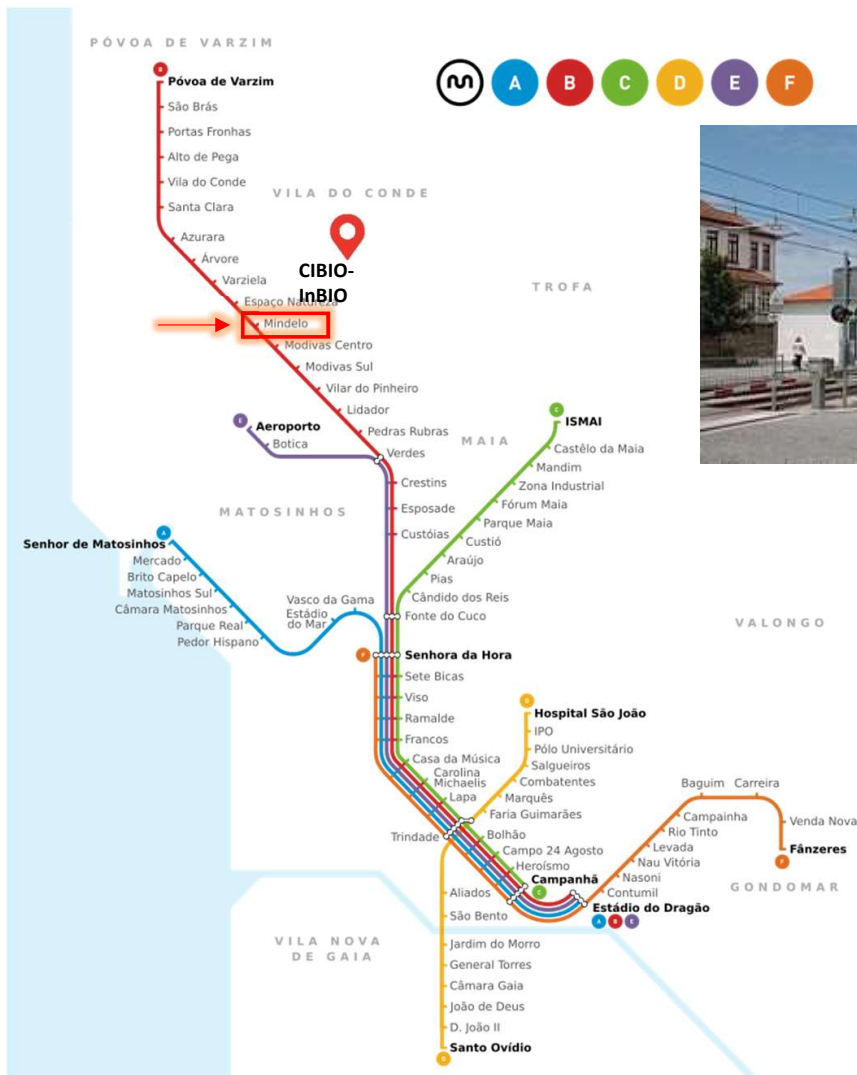 PÓVOA DE VARZIM
A B C D E F
B
Póvoa de Varzim
São Brás
Portas Fronhas
Alto de Pega
Vila do Conde
Santa Clara
VILA DO CONDE
Azurara
Árvore
Varziela
CIBIO-
InBIO
Espaço Natureza
Mindelo
TROFA
Modivas Centro
Modivas Sul
Vilar do Pinheiro
Lidador
Pedras Rubras
Verdes
E
Aeroporto
Botica
MAIA
C
ISMAI
Castêlo da Maia
Mandim
Zona Industrial
Fórum Maia
Parque Maia
Custió
Araújo
Pias
Cândido dos Reis
Crestins
Esposade
Custóias
Fonte do Cuco
MATOSINHOS
A
Senhor de Matosinhos
Mercado
Brito Capelo
Matosinhos Sul
Câmara Matosinhos
Parque Real
Pedor Hispano
Vasco da Gama
Estádio
do Mar
VALONGO
F
Senhora da Hora
Sete Bicas
Viso
Ramalde
Francos
Casa da Música
Carolina
Michaelis
Lapa
D
Hospital São João
IPO
Pólo Universitário
Salgueiros
Combatentes
Marquês
Faria Guimarães
Trindade
Bolhão
Campo 24 Agosto
Heroísmo
Campanhã
C
Estádio do Dragão
A B E
Baguim
Carreira
Campainha
Rio Tinto
Levada
Nau Vitória
Nasoni
Contumil
Venda Nova
Fânzeres
F
GONDOMAR
Aliados
São Bento
VILA NOVA
DE GAIA
Jardim do Morro
General Torres
Câmara Gaia
João de Deus
D. João II
Santo Ovídio
D